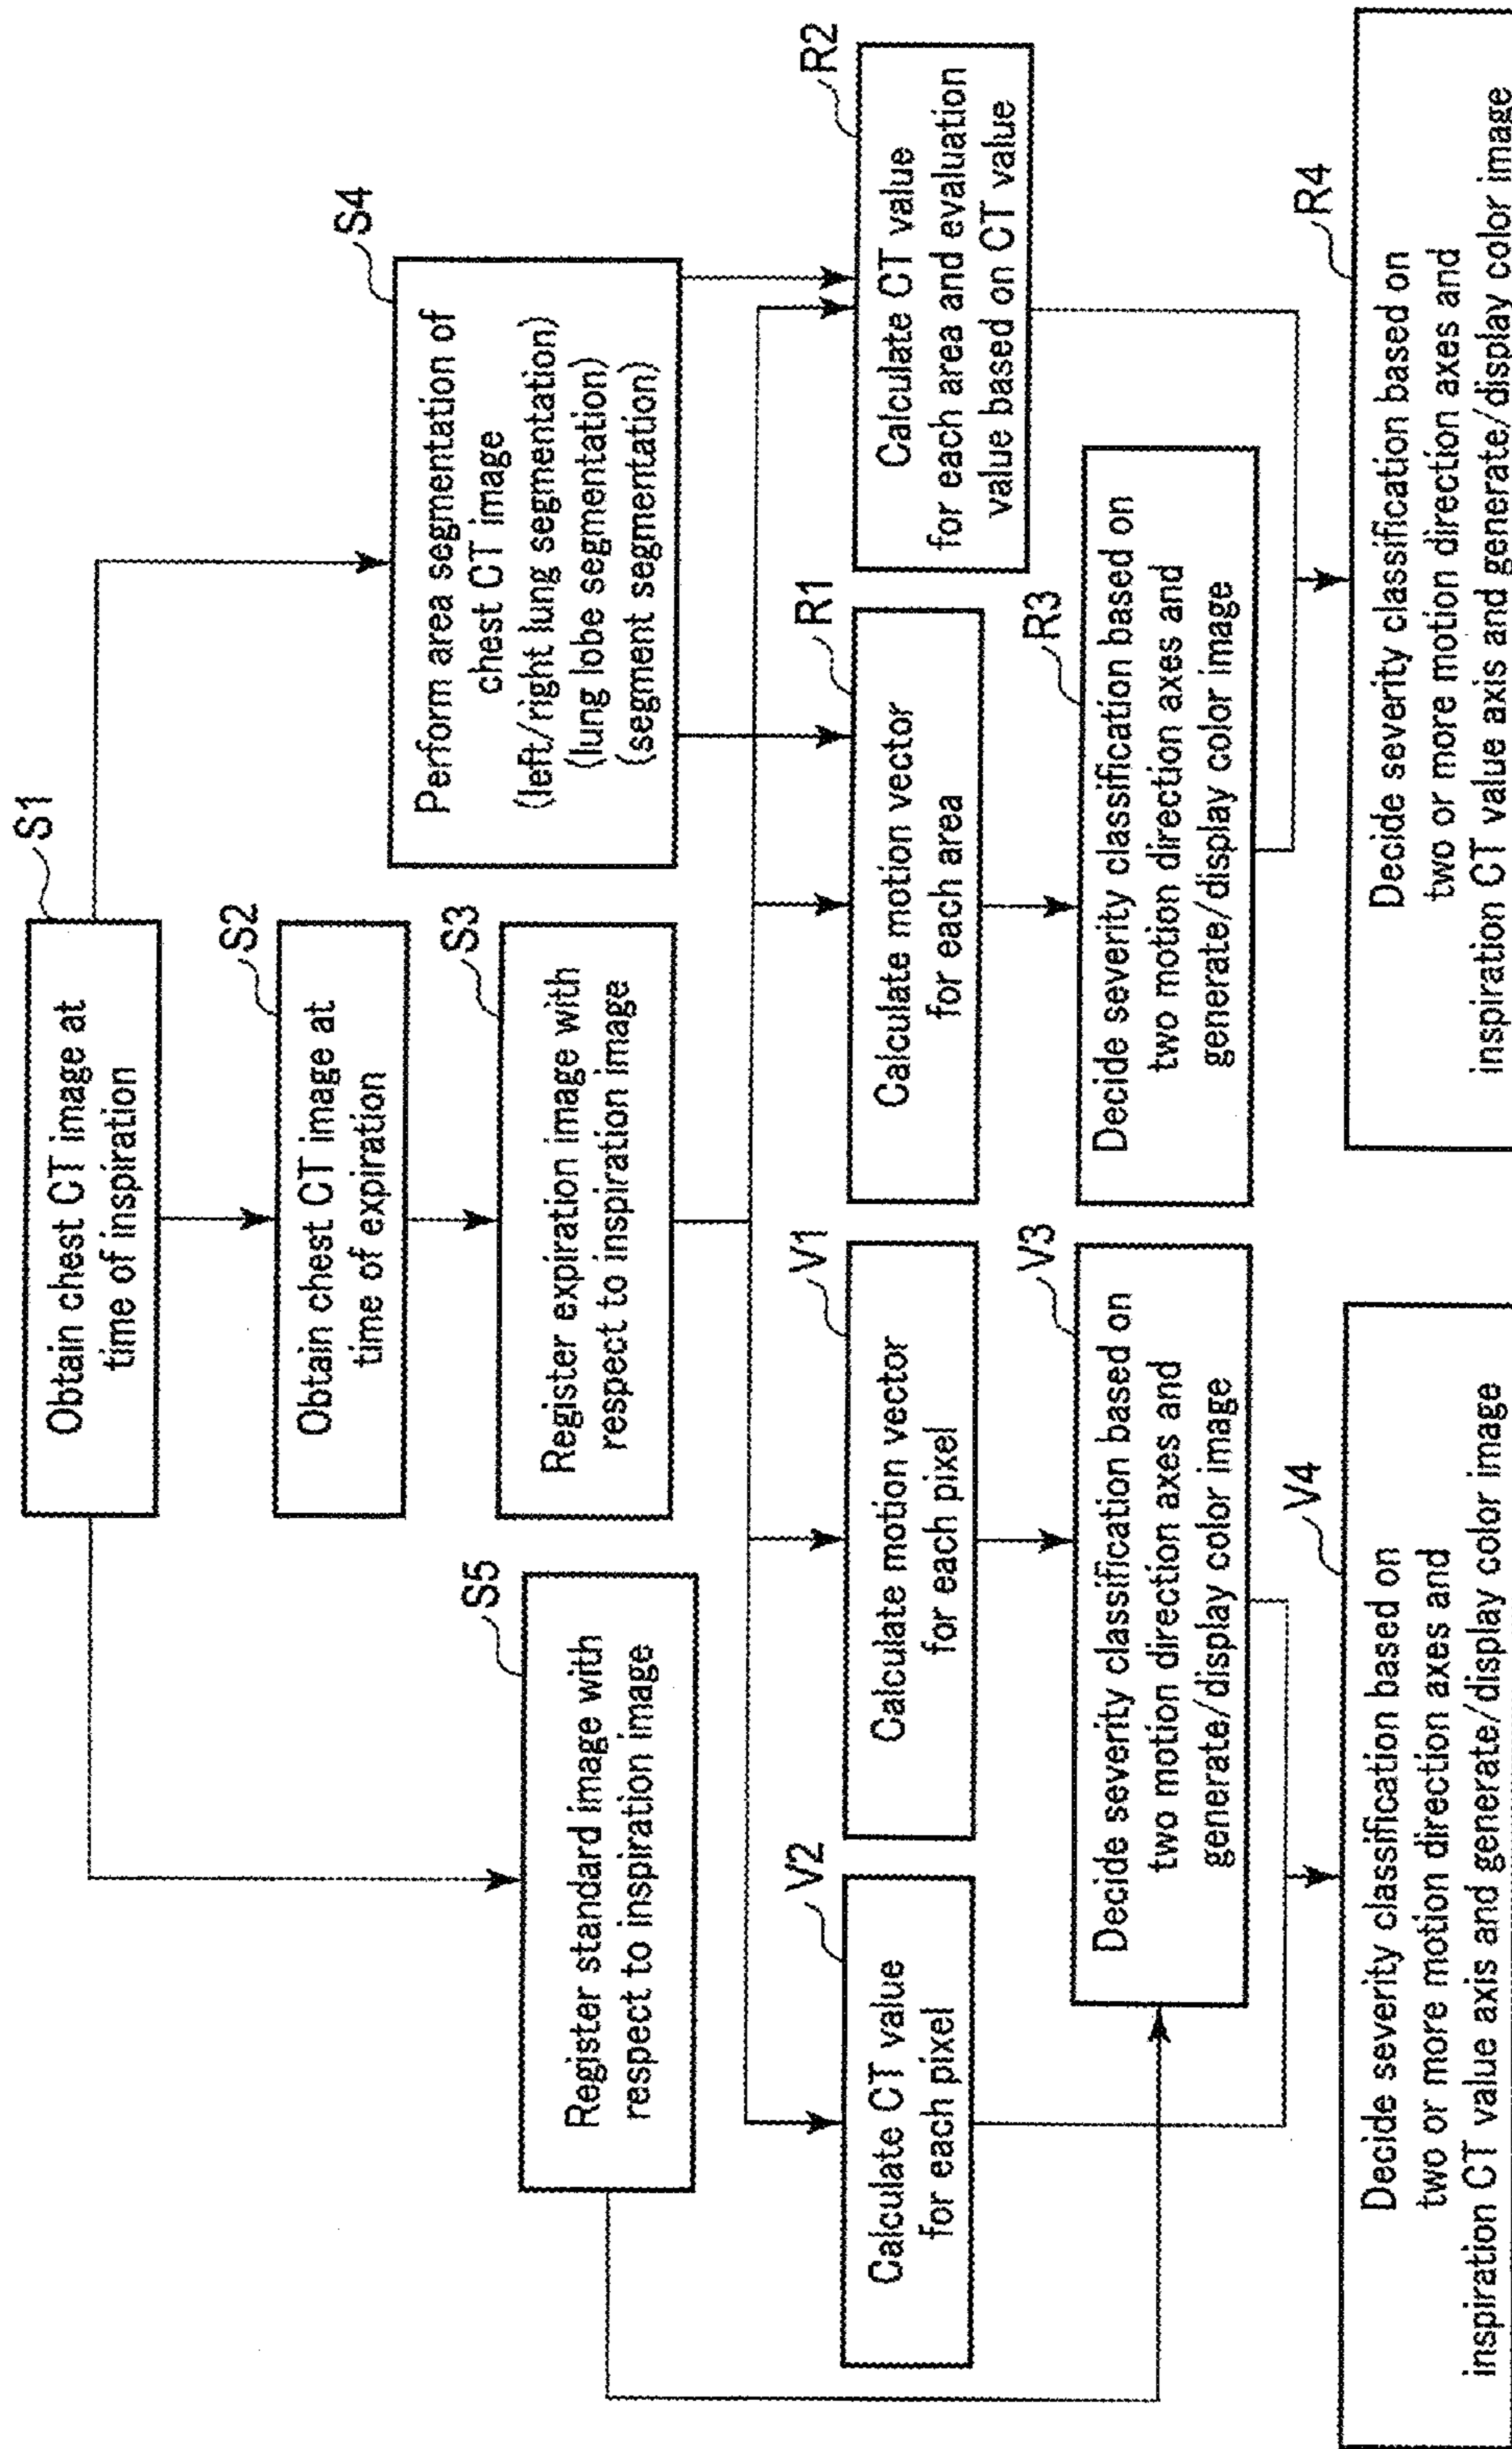 S1
Obtain chest CT image at
time of inspiration
S2
Obtain chest CT image at
time of expiration
S3
Register expiration image with
respect to inspiration image
S4
Perform area segmentation of
chest CT image
(left/right lung segmentation)
(lung lobe segmentation)
(segment segmentation)
S5
Register standard image with
respect to inspiration image
V2
Calculate CT value
for each pixel
V1
Calculate motion vector
for each pixel
R1
Calculate motion vector
for each area
R2
Calculate CT value
for each area and evaluation
value based on CT value
V3
Decide severity classification based on
two motion direction axes and
generate/display color image
R3
Decide severity classification based on
two motion direction axes and
generate/display color image
V4
Decide severity classification based on
two or more motion direction axes and
inspiration CT value axis and generate/display color image
R4
Decide severity classification based on
two or more motion direction axes and
inspiration CT value axis and generate/display color image